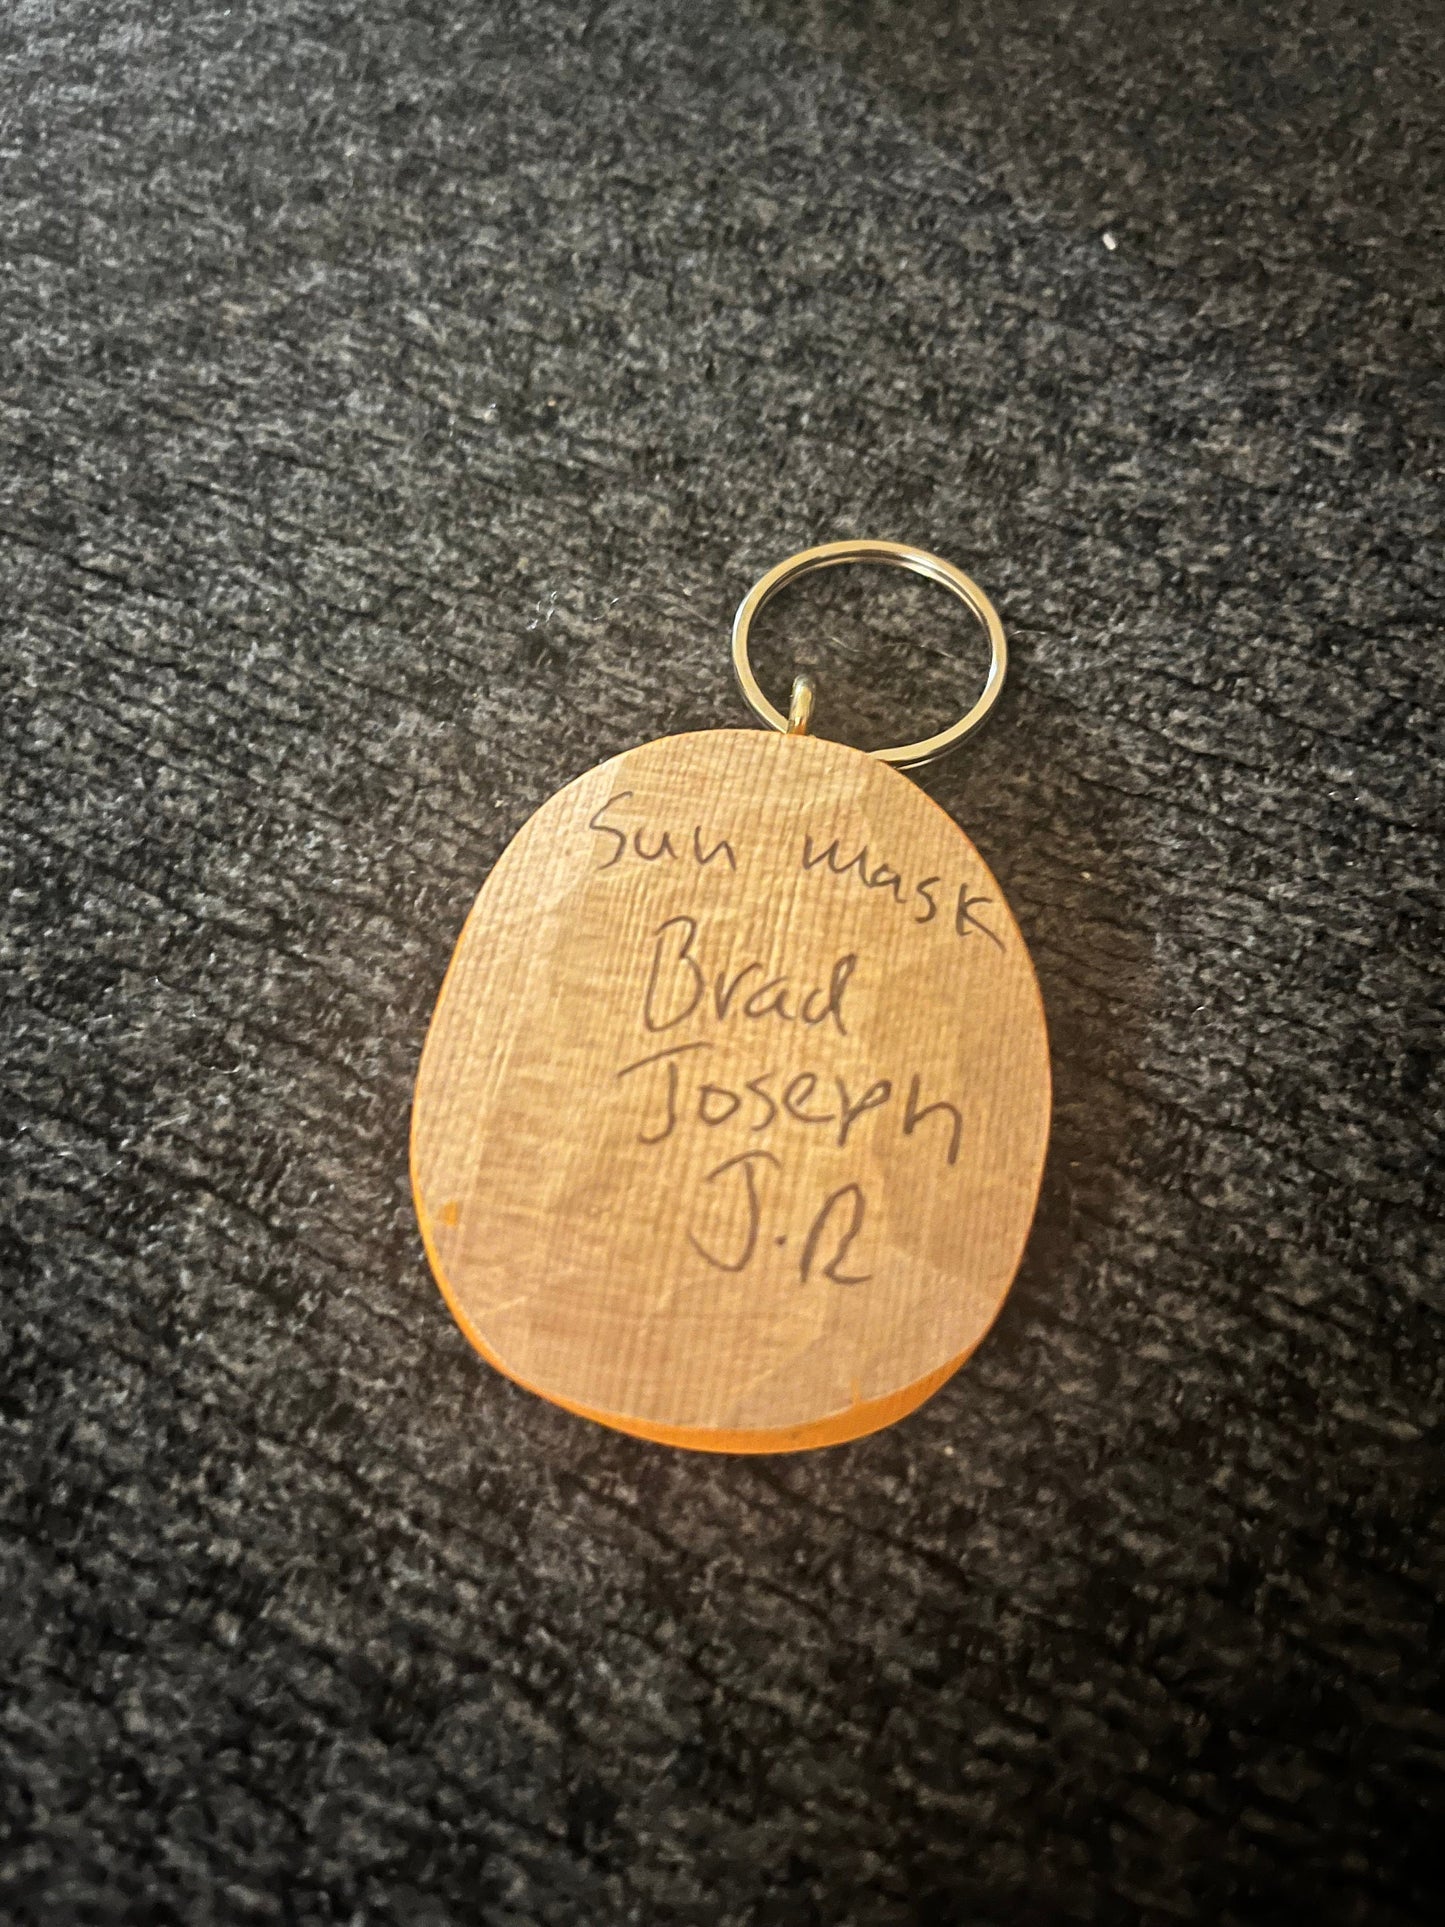 Sun mask
Brad
Joseph
J.R